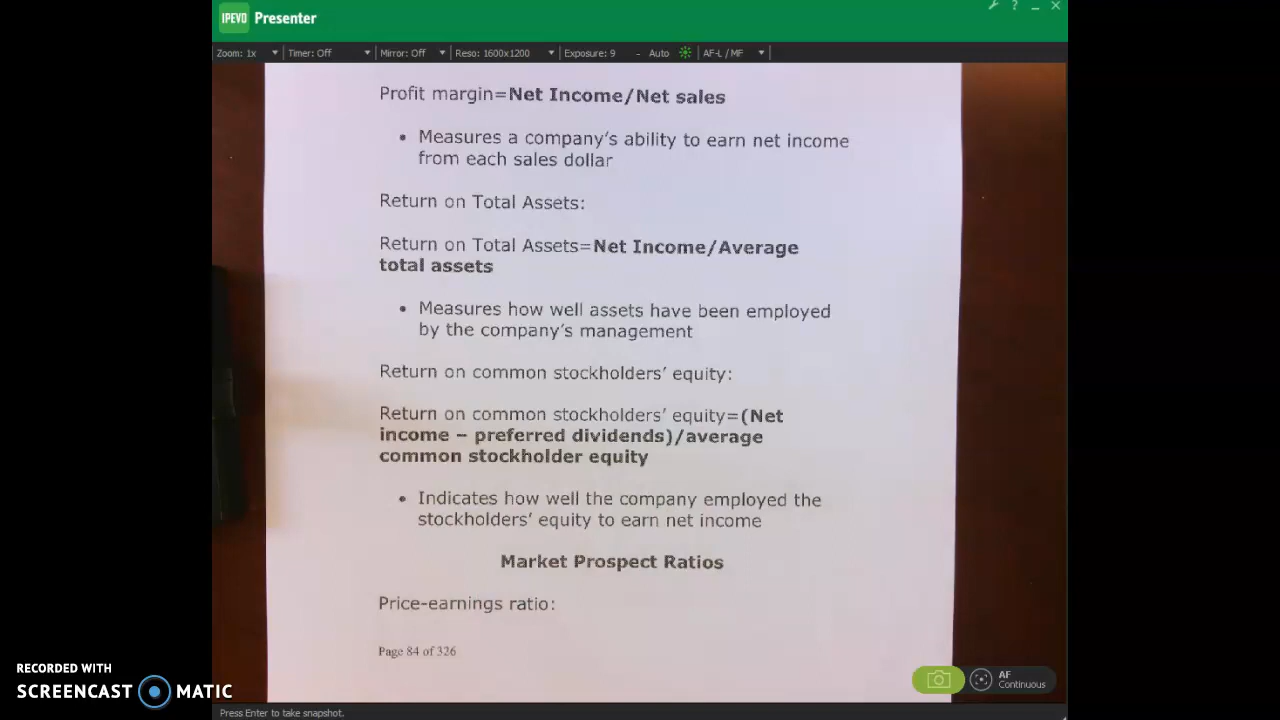 IPEVO Presenter
Zoom: 1x Timer: Off Mirror: Off Reso: 1600x1200 Exposure: 9 - Auto AF-L / MF
Profit margin=Net Income/Net sales
• Measures a company's ability to earn net income
from each sales dollar
Return on Total Assets:
Return on Total Assets=Net Income/Average
total assets
• Measures how well assets have been employed
by the company's management
Return on common stockholders' equity:
Return on common stockholders' equity=(Net
income – preferred dividends)/average
common stockholder equity
• Indicates how well the company employed the
stockholders' equity to earn net income
Market Prospect Ratios
Price-earnings ratio:
Page 84 of 326
AF
Continuous
RECORDED WITH
SCREENCAST MATIC
Press Enter to take snapshot.